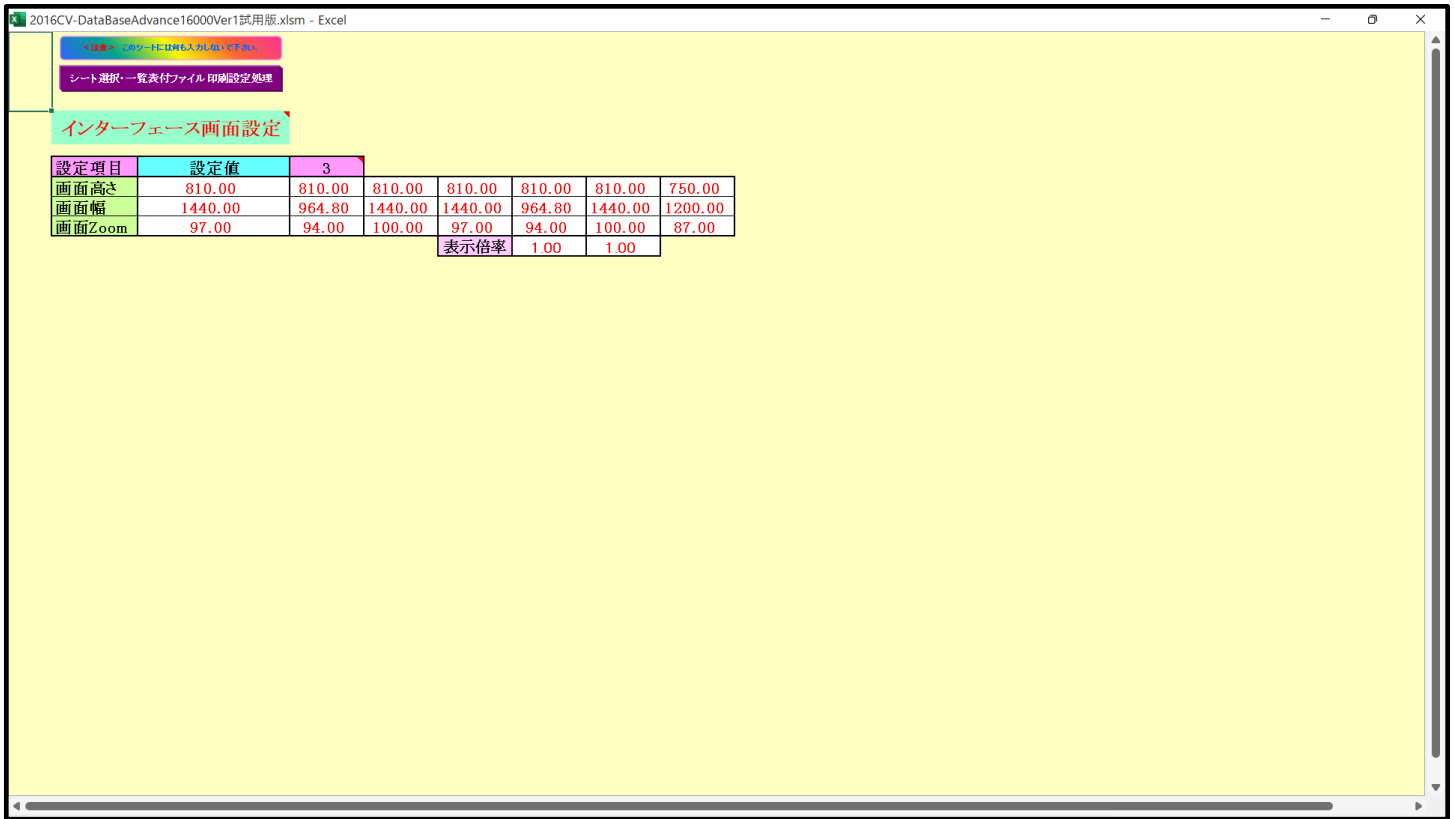 2016CV-DataBaseAdvance16000Ver1試用版.xlsm - Excel
<注意> このシートには何も入力しないで下さい。
シート選択・一覧表付ファイル 印刷設定処理
インターフェース画面設定
設定項目 設定値 3
画面高さ 810.00 810.00 810.00 810.00 810.00 810.00 750.00
画面幅 1440.00 964.80 1440.00 1440.00 964.80 1440.00 1200.00
画面Zoom 97.00 94.00 100.00 97.00 94.00 100.00 87.00
表示倍率 1.00 1.00